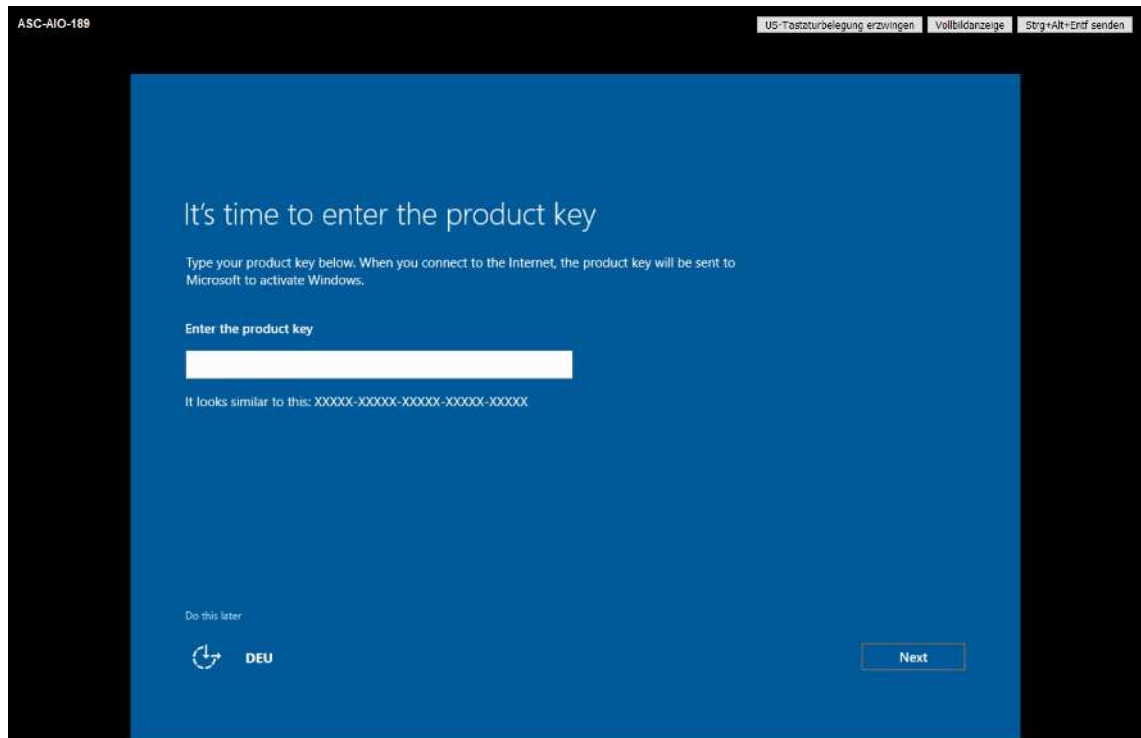 ASC-AIO-189
US-Tastaturbelegung erzwingen
Vollbildanzeige
Strg+Alt+Entf senden
It's time to enter the product key
Type your product key below. When you connect to the Internet, the product key will be sent to
Microsoft to activate Windows.
Enter the product key
It looks similar to this: XXXXX-XXXXX-XXXXX-XXXXX-XXXXX
Do this later
DEU
Next